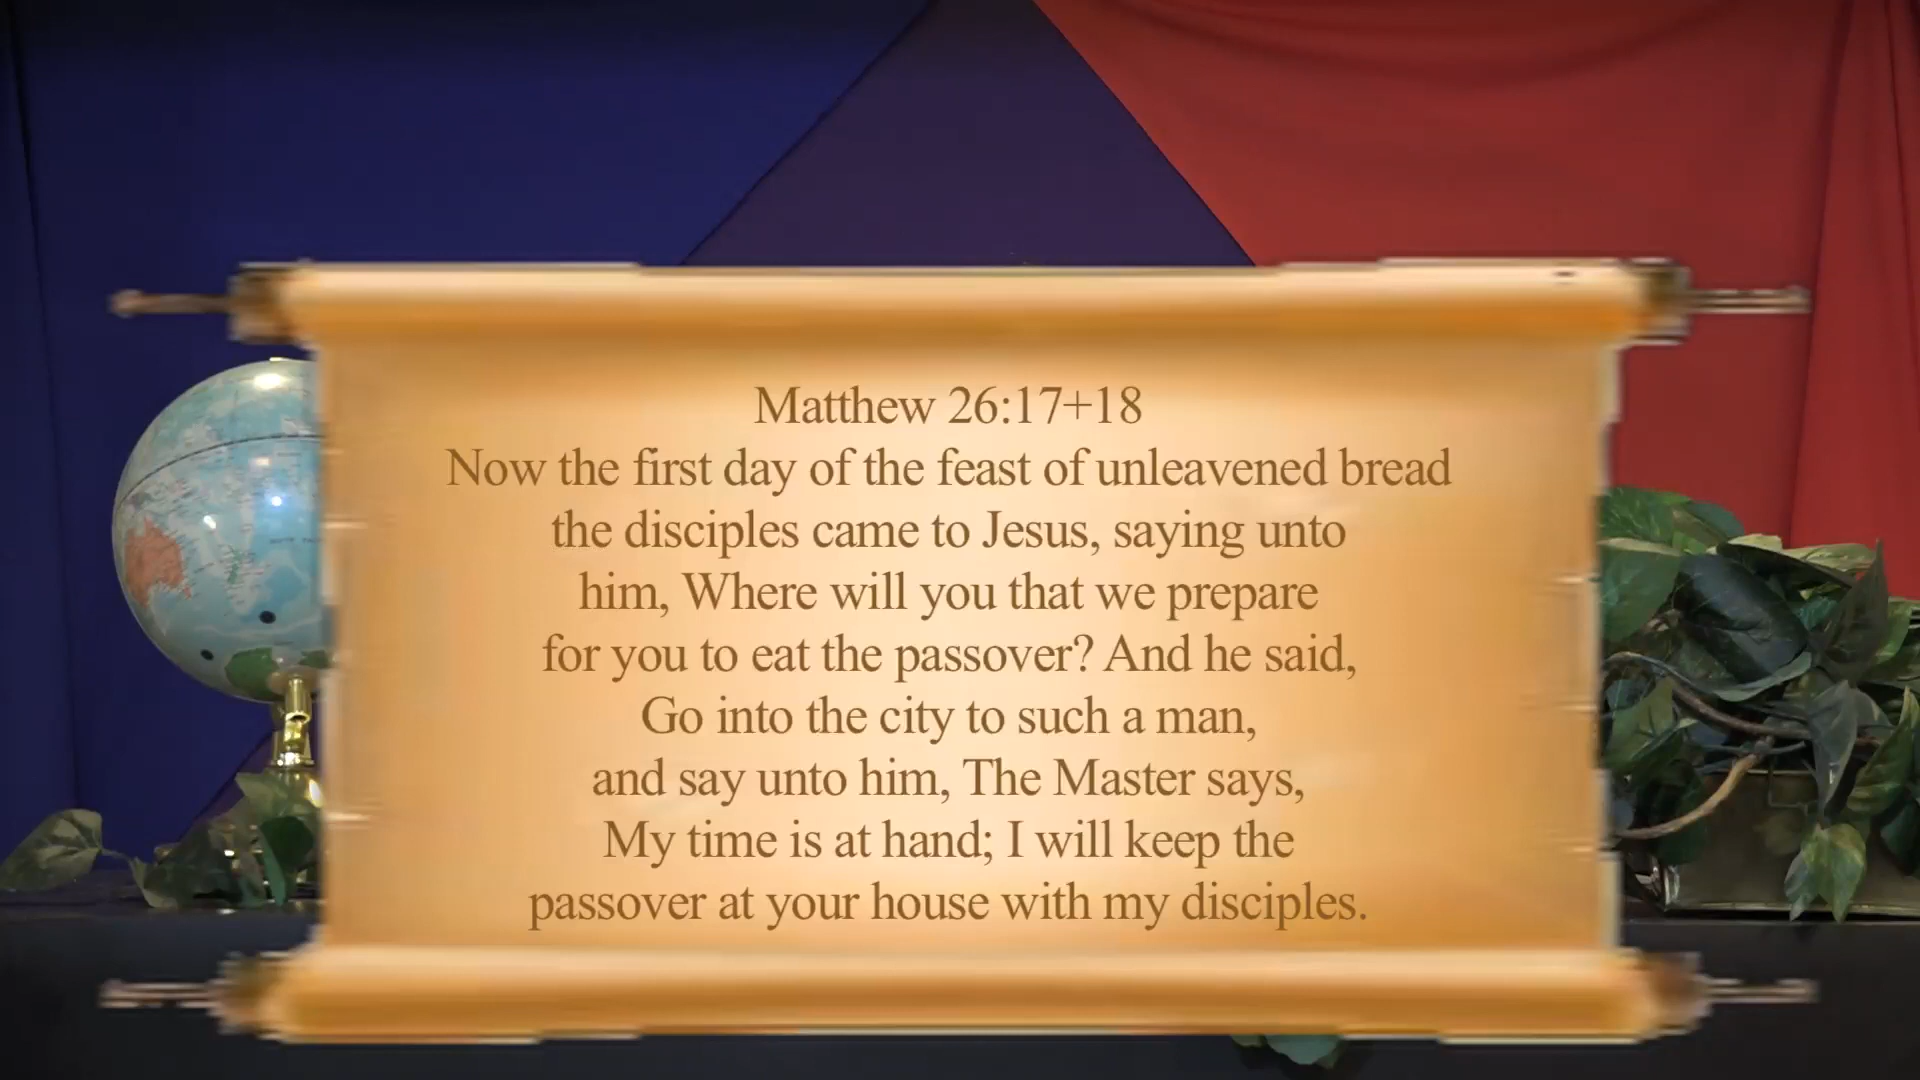 Matthew 26:17+18
Now the first day of the feast of unleavened bread
the disciples came to Jesus, saying unto
him, Where will you that we prepare
for you to eat the passover? And he said,
Go into the city to such a man,
and say unto him, The Master says,
My time is at hand; I will keep the
passover at your house with my disciples.